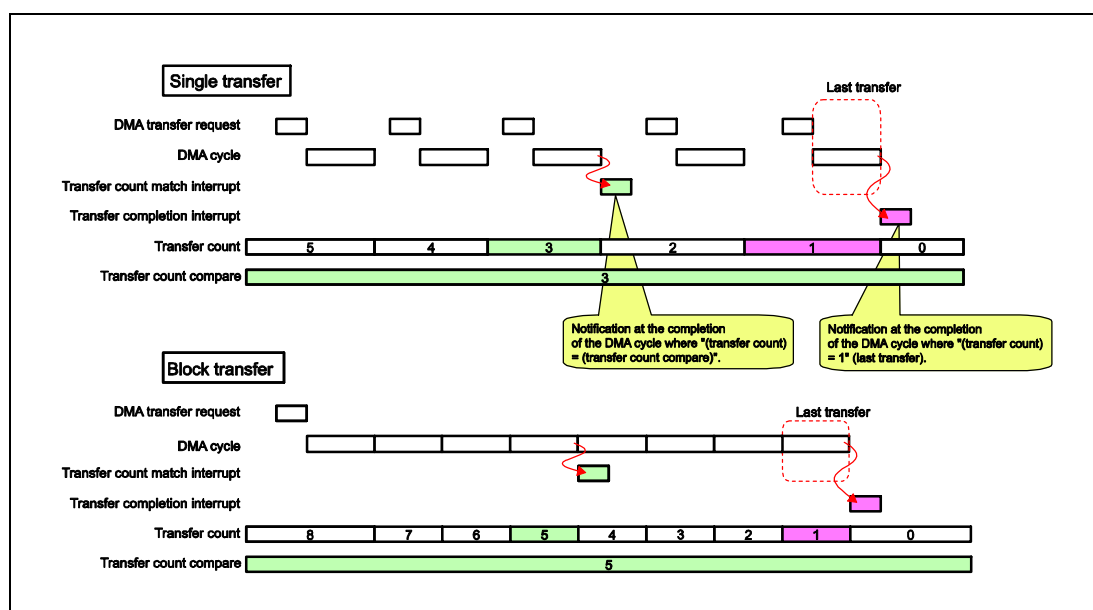 Single transfer
Last transfer
DMA transfer request
DMA cycle
Transfer count match interrupt
Transfer completion interrupt
Transfer count 5 4 3 2 1 0
Transfer count compare 3
Notification at the completion
of the DMA cycle where "(transfer count)
= (transfer count compare)".
Notification at the completion
of the DMA cycle where "(transfer count)
= 1" (last transfer).
Block transfer
DMA transfer request
Last transfer
DMA cycle
Transfer count match interrupt
Transfer completion interrupt
Transfer count 8 7 6 5 4 3 2 1 0
Transfer count compare 5